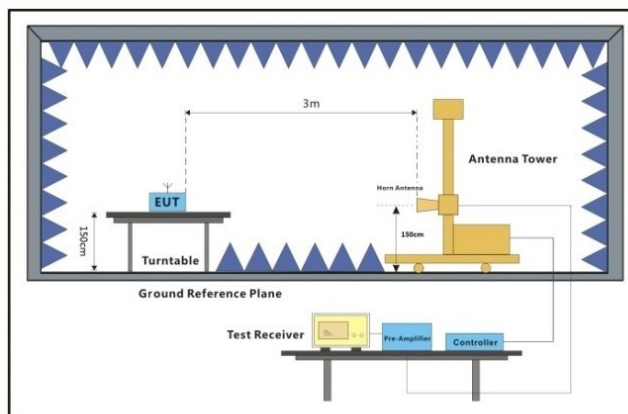 3m
Antenna Tower
Horn Antenna
EUT
150cm
150cm
Turntable
Ground Reference Plane
Test Receiver
Pre-Amplifier
Controller